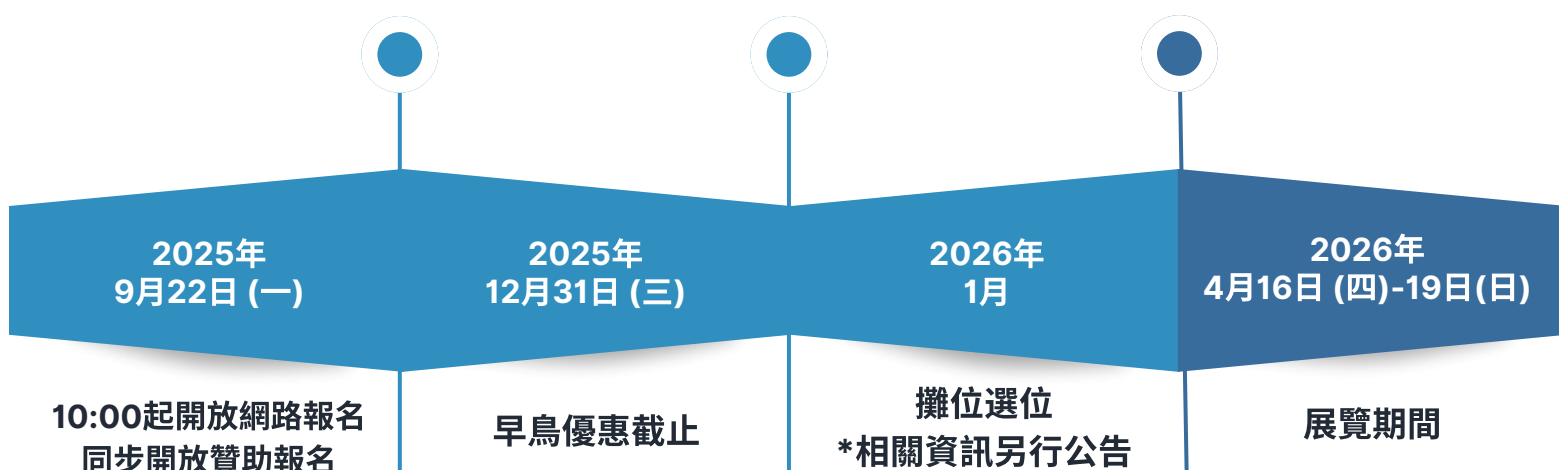 2025年
9月22日 (一)
10:00起開放網路報名
同步開放贊助報名
2025年
12月31日 (三)
早鳥優惠截止
2026年
1月
攤位選位
*相關資訊另行公告
2026年
4月16日 (四)-19日(日)
展覽期間